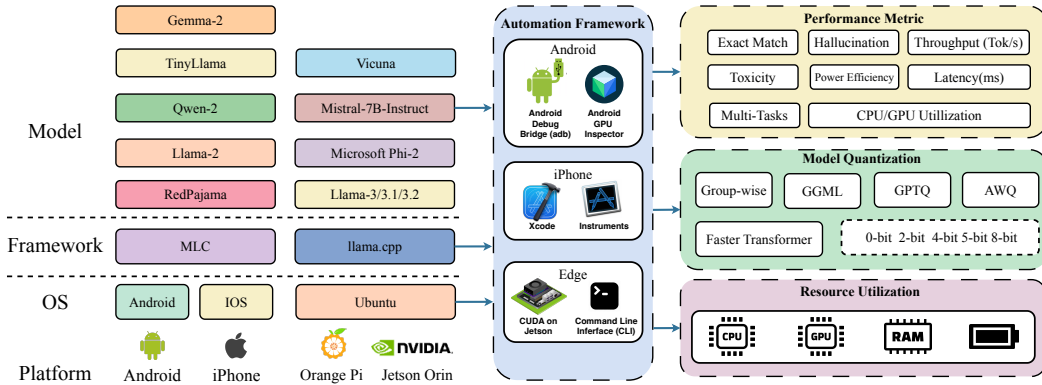 Model
Gemma-2
TinyLlama
Vicuna
Qwen-2
Mistral-7B-Instruct
Llama-2
Microsoft Phi-2
RedPajama
Llama-3/3.1/3.2
Framework
MLC
llama.cpp
OS
Android
IOS
Ubuntu
Platform
Android
iPhone
Orange Pi
NVIDIA.
Jetson Orin
Automation Framework
Android
Android
Debug
Bridge (adb)
Android
GPU
Inspector
iPhone
Xcode
Instruments
Edge
CUDA on
Jetson
Command Line
Inferface (CLI)
Performance Metric
Exact Match
Hallucination
Throughput (Tok/s)
Toxicity
Power Efficiency
Latency(ms)
Multi-Tasks
CPU/GPU Utillization
Model Quantization
Group-wise
GGML
GPTQ
AWQ
Faster Transformer
0-bit 2-bit 4-bit 5-bit 8-bit
Resource Utilization
CPU
GPU
RAM